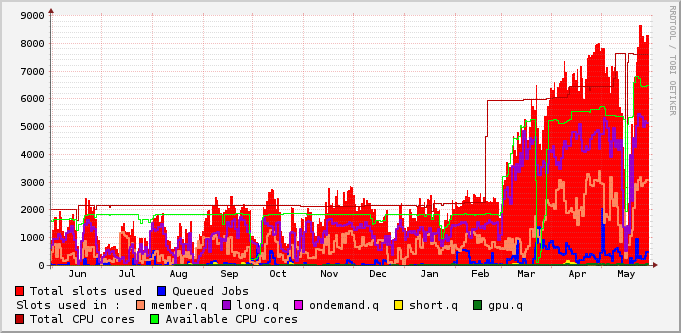 RRDTOOL / TOBI OETIKER
9000
8000
7000
6000
5000
4000
3000
2000
1000
0
Jun Jul Aug Sep Oct Nov Dec Jan Feb Mar Apr May
Total slots used Queued Jobs
Slots used in : member.q long.q ondemand.q short.q gpu.q
Total CPU cores Available CPU cores